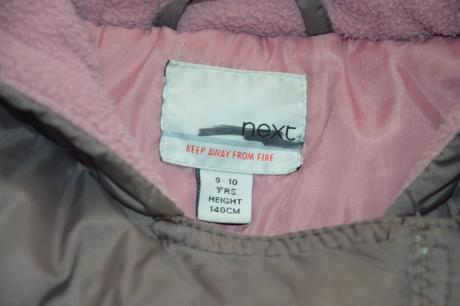 next
KEEP AWAY FROM FIRE
9 - 10
YRS
HEIGHT
140CM